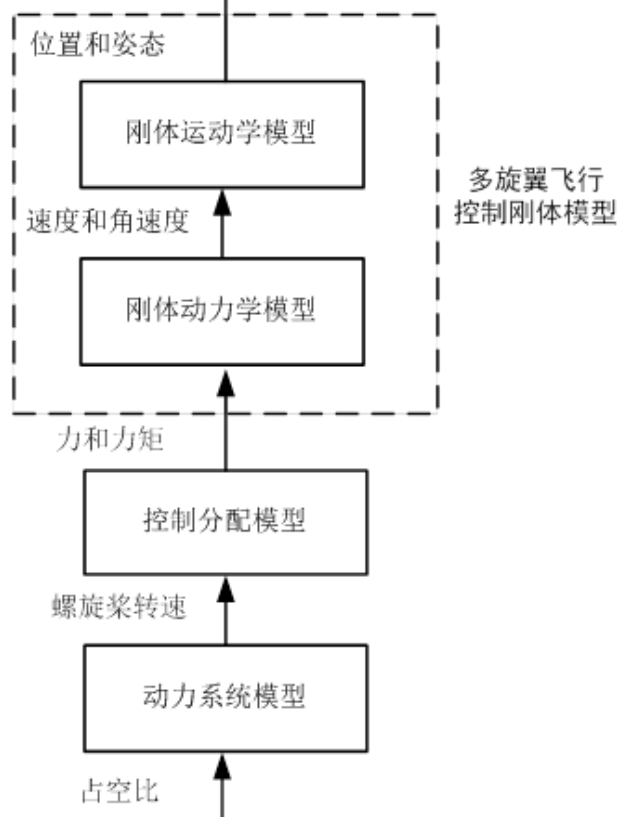 位置和姿态
刚体运动学模型
多旋翼飞行
控制刚体模型
速度和角速度
刚体动力学模型
力和力矩
控制分配模型
螺旋桨转速
动力系统模型
占空比